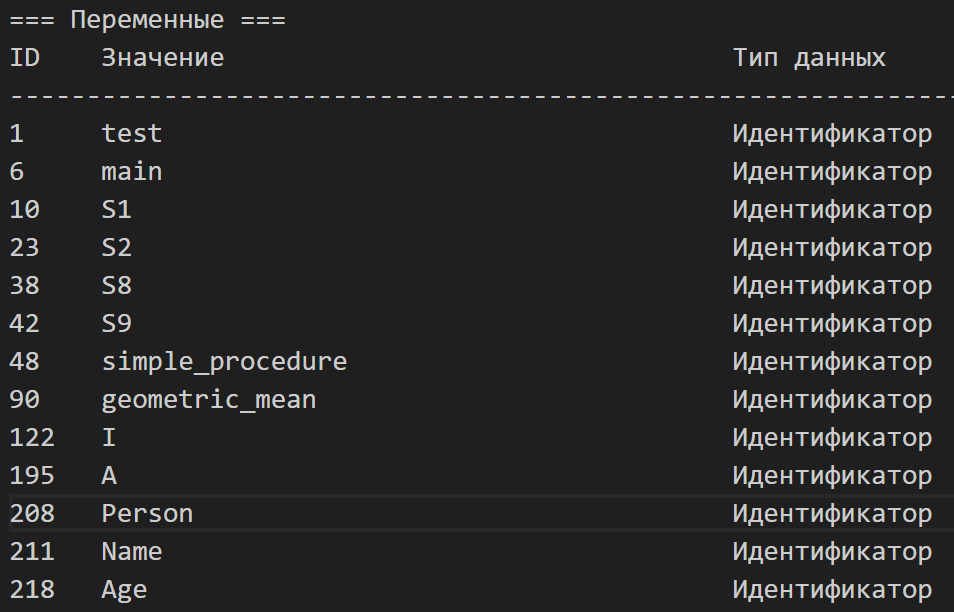 === Переменные ===
ID Значение Тип данных
--------------------------------------------------------------
1 test Идентификатор
6 main Идентификатор
10 S1 Идентификатор
23 S2 Идентификатор
38 S8 Идентификатор
42 S9 Идентификатор
48 simple_procedure Идентификатор
90 geometric_mean Идентификатор
122 I Идентификатор
195 A Идентификатор
208 Person Идентификатор
211 Name Идентификатор
218 Age Идентификатор